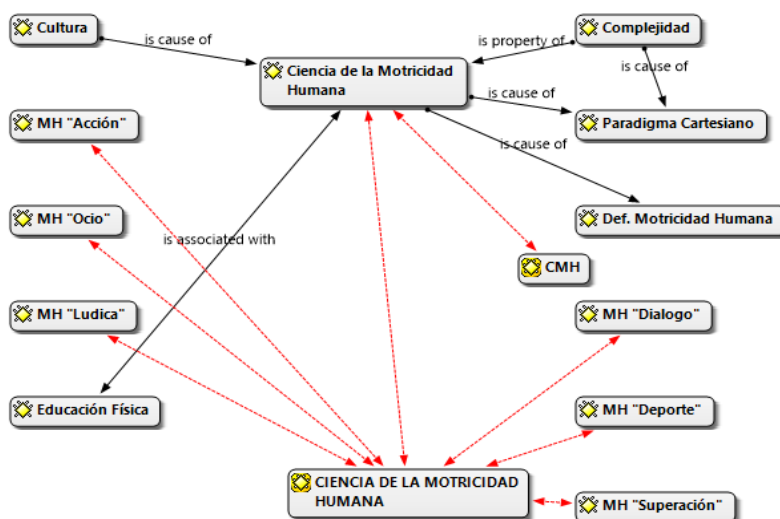 Cultura
is cause of
Complejidad
is property of
Ciencia de la Motricidad
Humana
is cause of
is cause of
MH "Acción"
Paradigma Cartesiano
is cause of
MH "Ocio"
Def. Motricidad Humana
is associated with
CMH
MH "Ludica"
MH "Dialogo"
Educación Física
MH "Deporte"
CIENCIA DE LA MOTRICIDAD
HUMANA
MH "Superación"